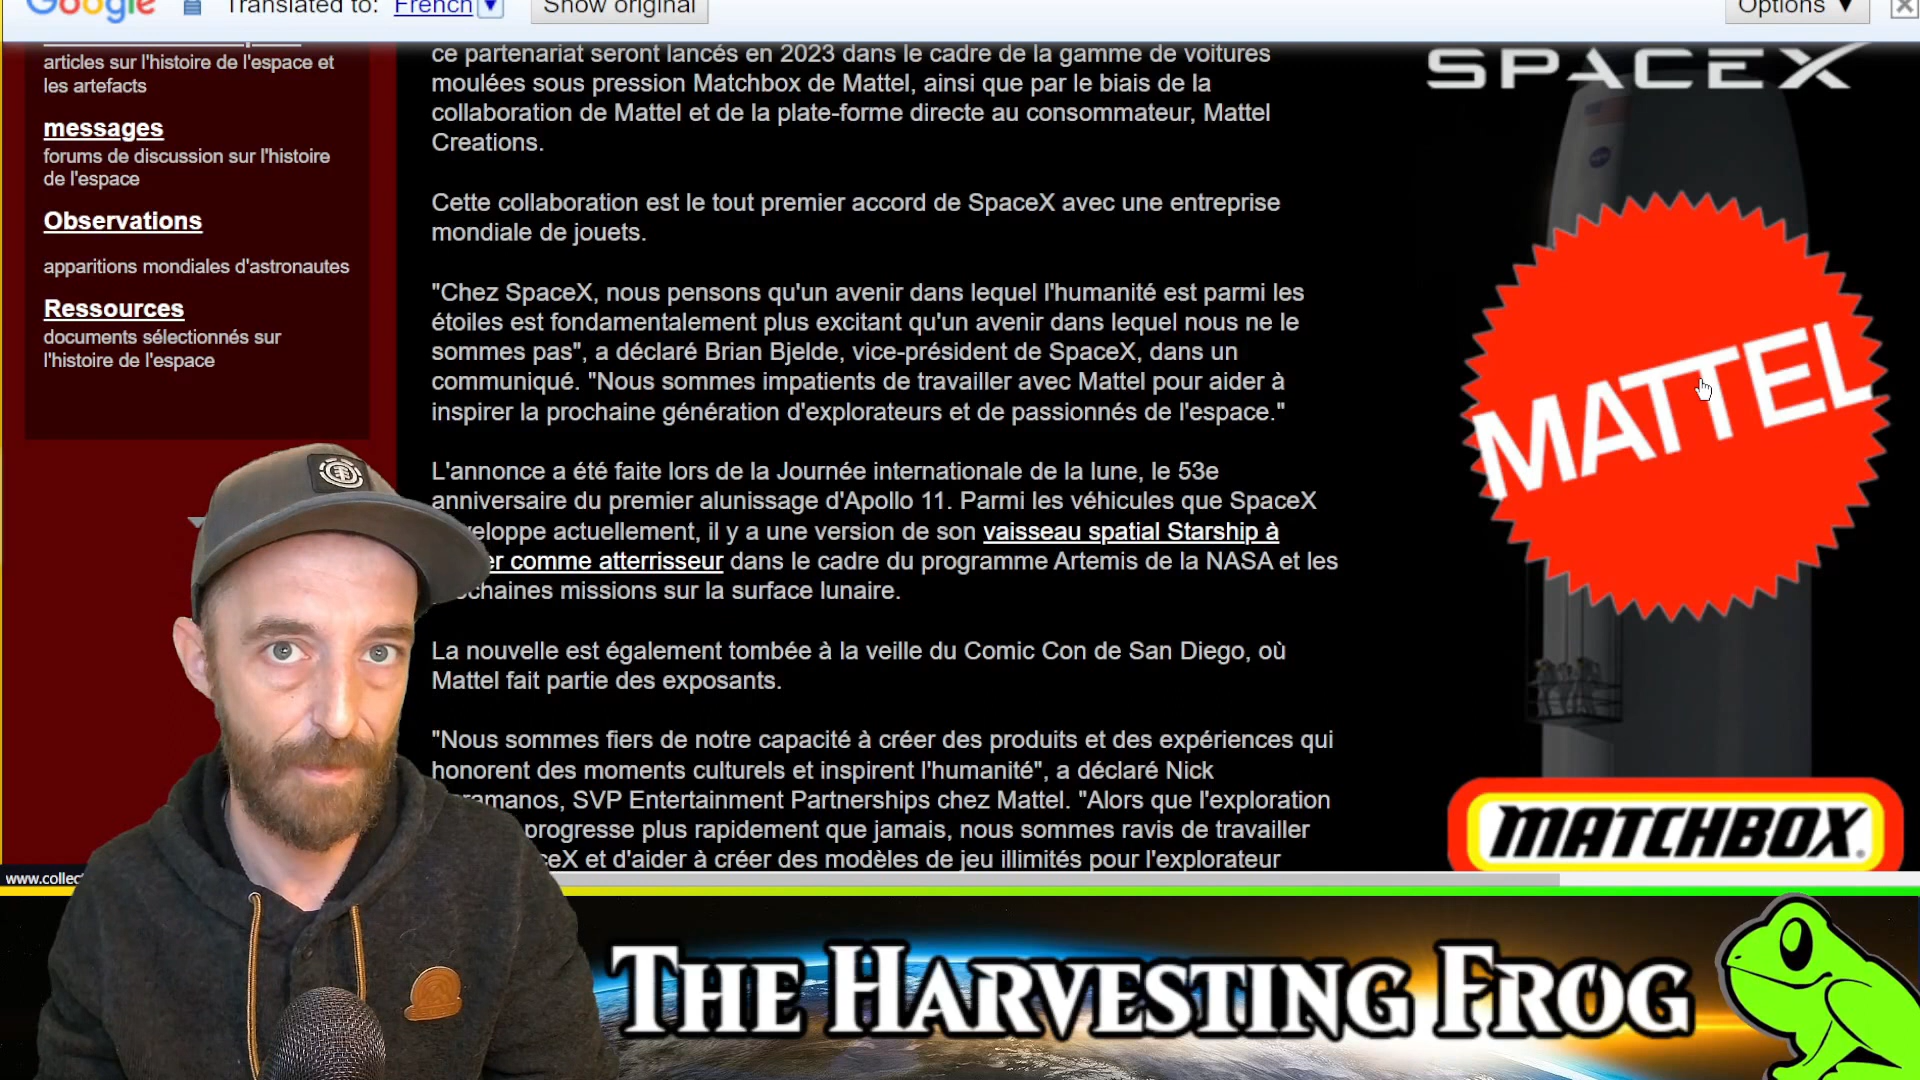 Google
Translated to: French
Show original
Options
articles sur l'histoire de l'espace et
les artefacts
messages
forums de discussion sur l'histoire
de l'espace
Observations
apparitions mondiales d'astronautes
Ressources
documents sélectionnés sur
l'histoire de l'espace
ce partenariat seront lancés en 2023 dans le cadre de la gamme de voitures
moulées sous pression Matchbox de Mattel, ainsi que par le biais de la
collaboration de Mattel et de la plate-forme directe au consommateur, Mattel
Creations.
Cette collaboration est le tout premier accord de SpaceX avec une entreprise
mondiale de jouets.
"Chez SpaceX, nous pensons qu'un avenir dans lequel l'humanité est parmi les
étoiles est fondamentalement plus excitant qu'un avenir dans lequel nous ne le
sommes pas", a déclaré Brian Bjelde, vice-président de SpaceX, dans un
communiqué. "Nous sommes impatients de travailler avec Mattel pour aider à
inspirer la prochaine génération d'explorateurs et de passionnés de l'espace."
L'annonce a été faite lors de la Journée internationale de la lune, le 53e
anniversaire du premier alunissage d'Apollo 11. Parmi les véhicules que SpaceX
eloppe actuellement, il y a une version de son vaisseau spatial Starship à
er comme atterrisseur dans le cadre du programme Artemis de la NASA et les
chaines missions sur la surface lunaire.
La nouvelle est également tombée à la veille du Comic Con de San Diego, où
Mattel fait partie des exposants.
"Nous sommes fiers de notre capacité à créer des produits et des expériences qui
honorent des moments culturels et inspirent l'humanité", a déclaré Nick
ramanos, SVP Entertainment Partnerships chez Mattel. "Alors que l'exploration
progresse plus rapidement que jamais, nous sommes ravis de travailler
ceX et d'aider à créer des modèles de jeu illimités pour l'explorateur
SPACEX
MATTEL
MATCHBOX
www.collec
THE HARVESTING FROG